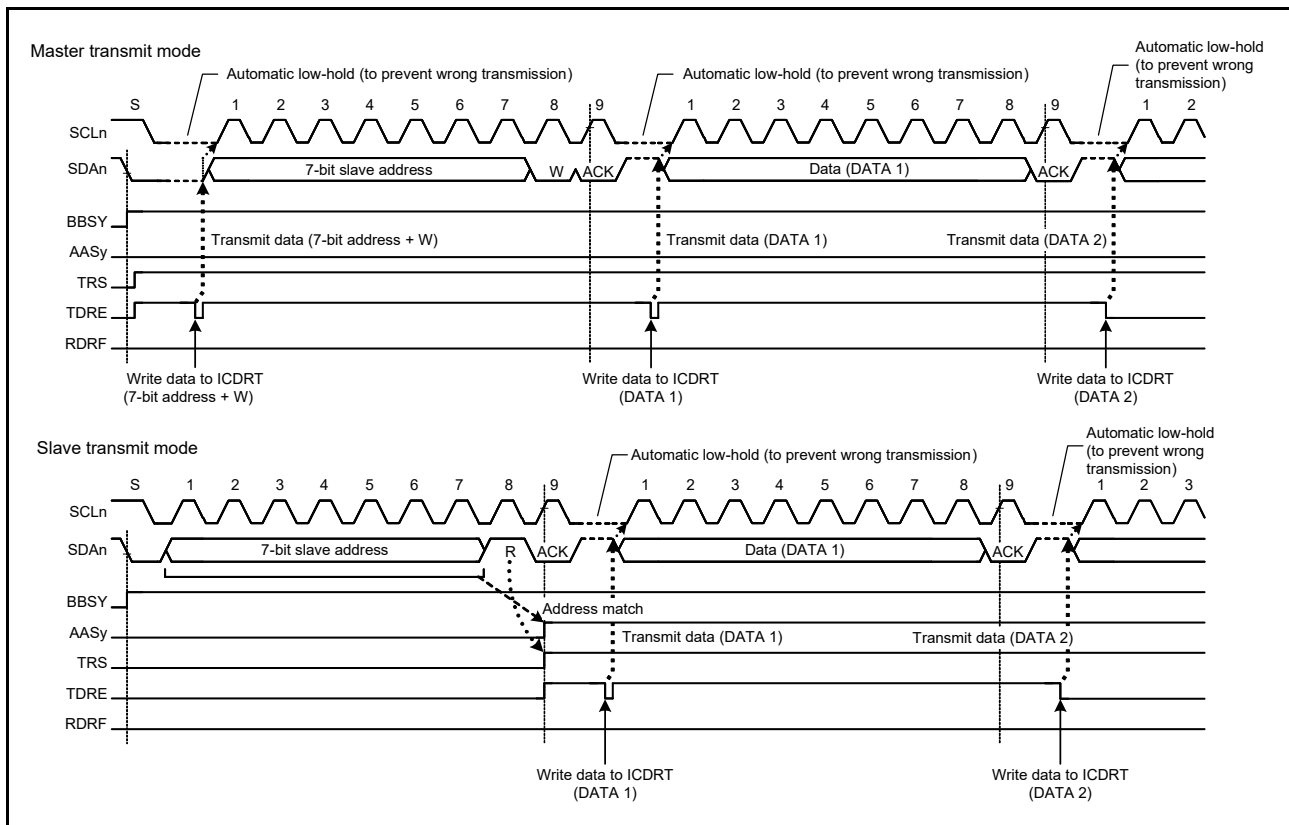 Master transmit mode
Automatic low-hold (to prevent wrong transmission)
Automatic low-hold (to prevent wrong transmission)
Automatic low-hold
(to prevent wrong
transmission)
S 1 2 3 4 5 6 7 8 9 1 2 3 4 5 6 7 8 9 1 2
SCLn
SDAn 7-bit slave address W ACK Data (DATA 1) ACK
BBSY
Transmit data (7-bit address + W) Transmit data (DATA 1) Transmit data (DATA 2)
AASy
TRS
TDRE
RDRF
Write data to ICDRT
(7-bit address + W)
Write data to ICDRT
(DATA 1)
Write data to ICDRT
(DATA 2)
Slave transmit mode
Automatic low-hold (to prevent wrong transmission)
Automatic low-hold
(to prevent wrong
transmission)
S 1 2 3 4 5 6 7 8 9 1 2 3 4 5 6 7 8 9 1 2 3
SCLn
SDAn 7-bit slave address R ACK Data (DATA 1) ACK
BBSY
Address match
AASy
Transmit data (DATA 1) Transmit data (DATA 2)
TRS
TDRE
RDRF
Write data to ICDRT
(DATA 1)
Write data to ICDRT
(DATA 2)